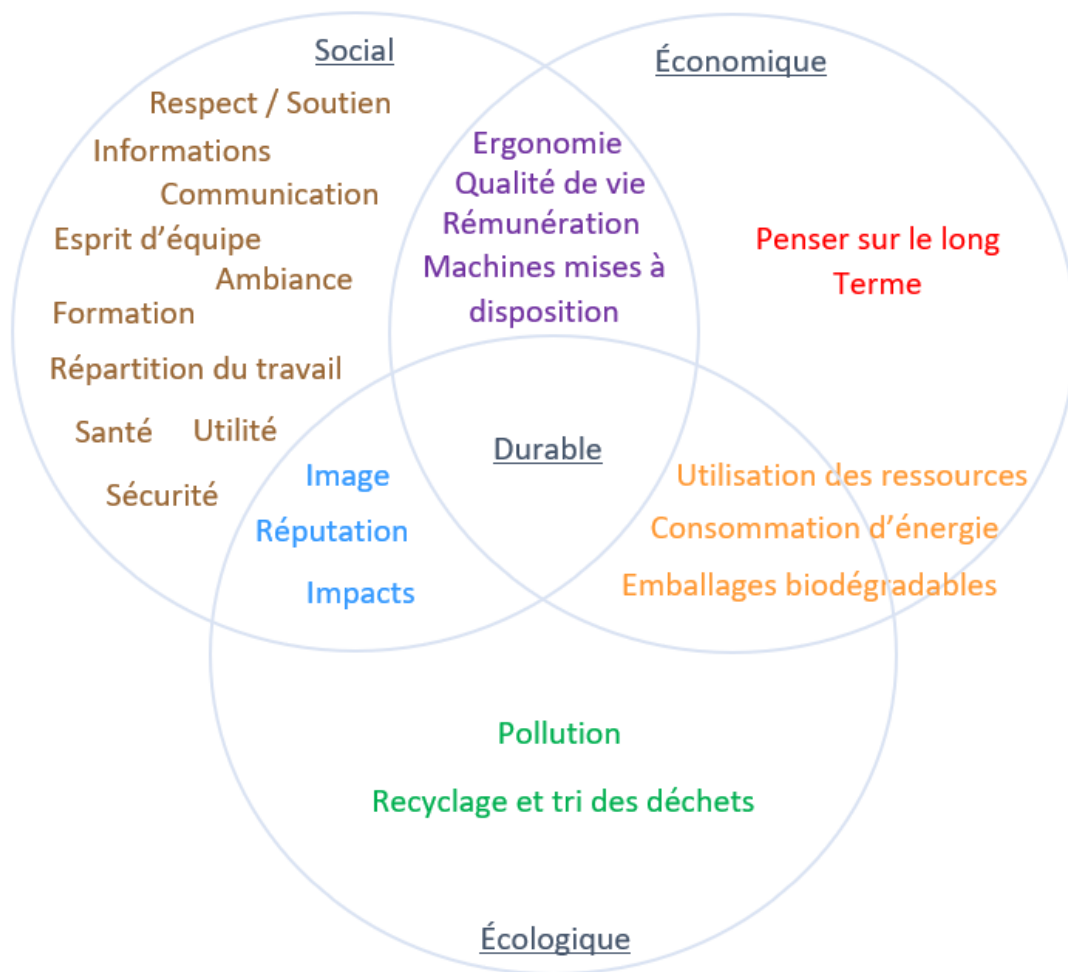 Social
Économique
Respect / Soutien
Informations
Communication
Esprit d’équipe
Ambiance
Formation
Répartition du travail
Santé
Utilité
Sécurité
Ergonomie
Qualité de vie
Rémunération
Machines mises à
disposition
Penser sur le long
Terme
Durable
Image
Réputation
Impacts
Utilisation des ressources
Consommation d’énergie
Emballages biodégradables
Pollution
Recyclage et tri des déchets
Écologique